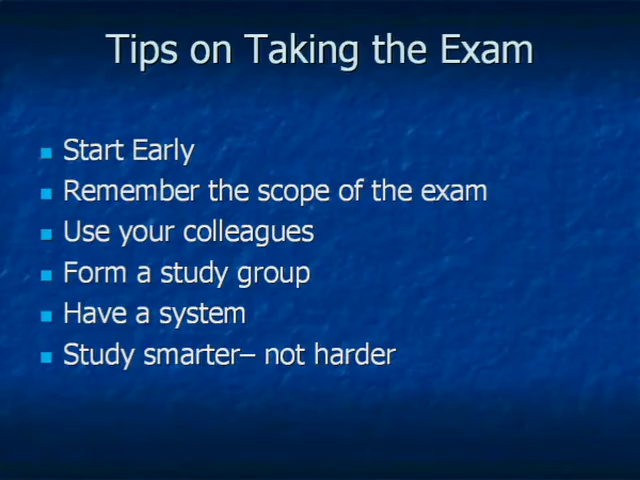 Tips on Taking the Exam
Start Early
Remember the scope of the exam
Use your colleagues
Form a study group
Have a system
Study smarter– not harder